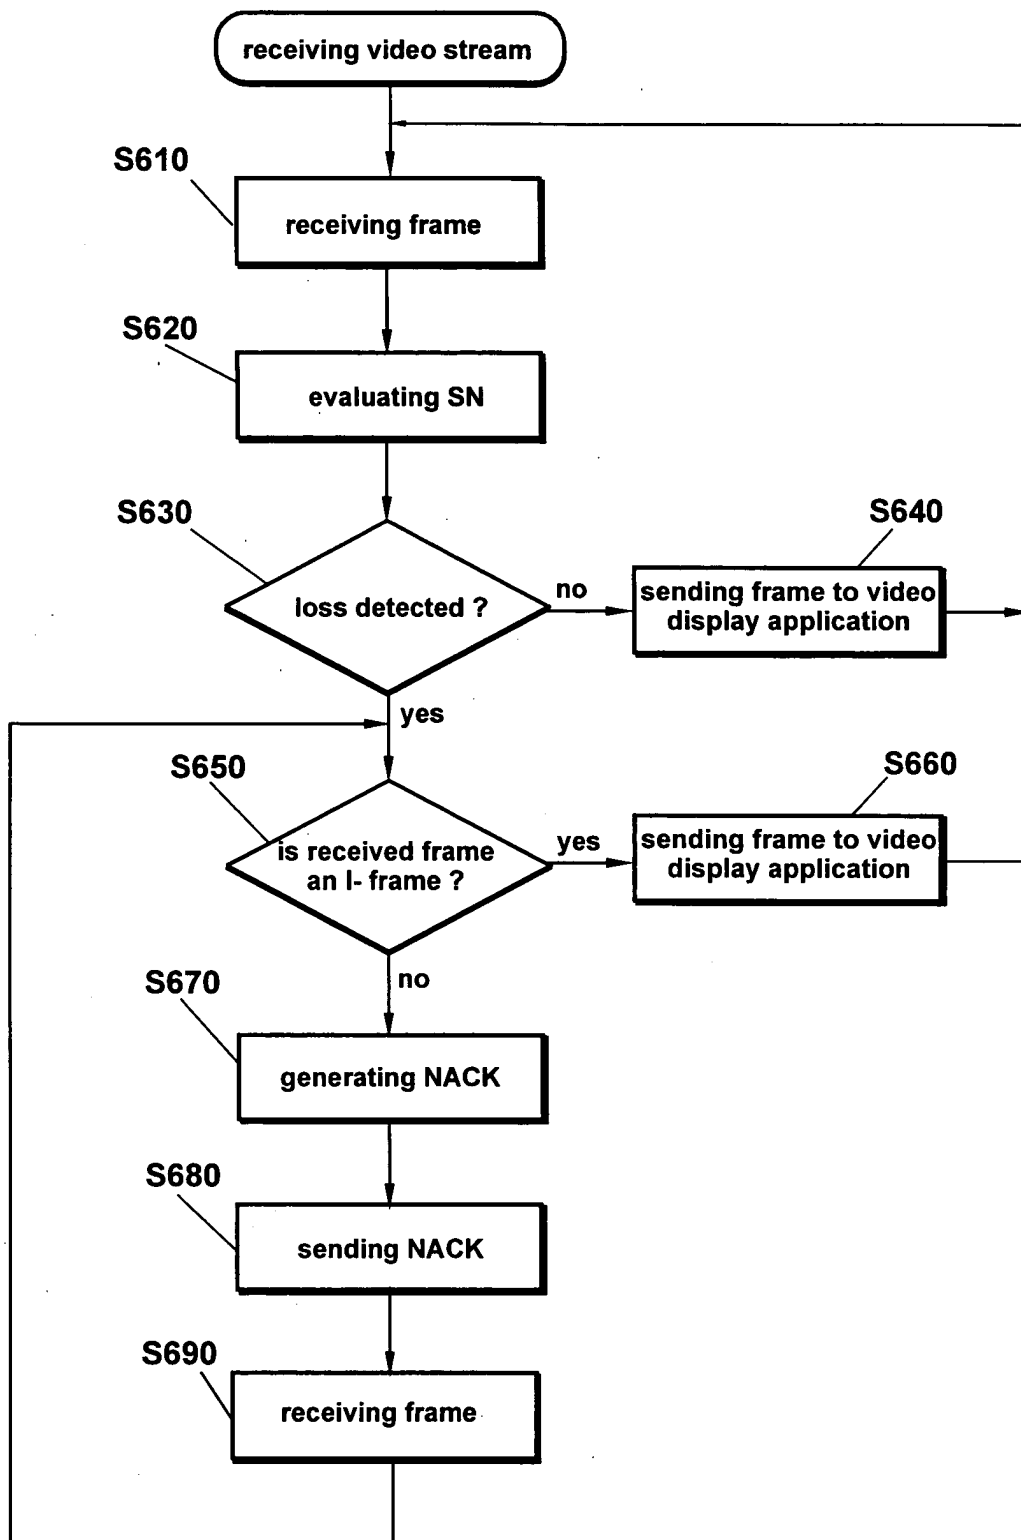 receiving video stream
S610
receiving frame
S620
evaluating SN
S630
loss detected ?
no
S640
sending frame to video
display application
yes
S650
is received frame
an I- frame ?
yes
S660
sending frame to video
display application
no
S670
generating NACK
S680
sending NACK
S690
receiving frame